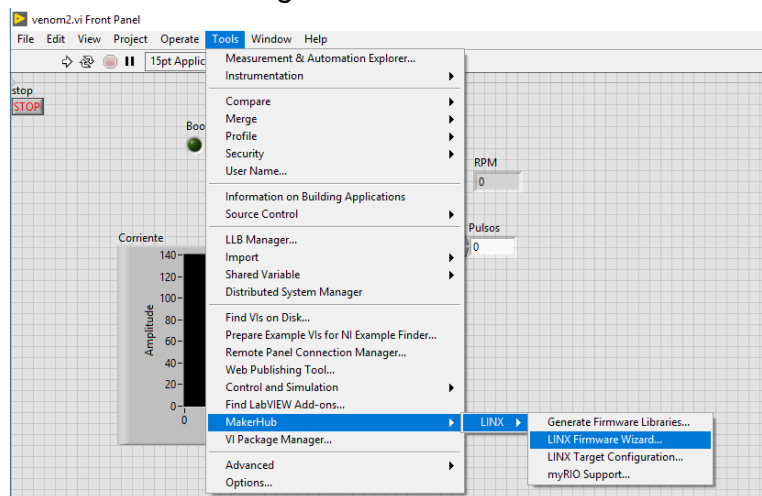 venom2.vi Front Panel
File Edit View Project Operate Tools Window Help
15pt Applic
stop
STOP
Boo
Corriente
Amplitude
140
120
100
80
60
40
20
0
0
RPM
0
Pulsos
0
Measurement & Automation Explorer...
Instrumentation
Compare
Merge
Profile
Security
User Name...
Information on Building Applications
Source Control
LLB Manager...
Import
Shared Variable
Distributed System Manager
Find VIs on Disk...
Prepare Example VIs for NI Example Finder...
Remote Panel Connection Manager...
Web Publishing Tool...
Control and Simulation
Find LabVIEW Add-ons...
MakerHub
VI Package Manager...
Advanced
Options...
LINX
Generate Firmware Libraries...
LINX Firmware Wizard...
LINX Target Configuration...
myRIO Support...